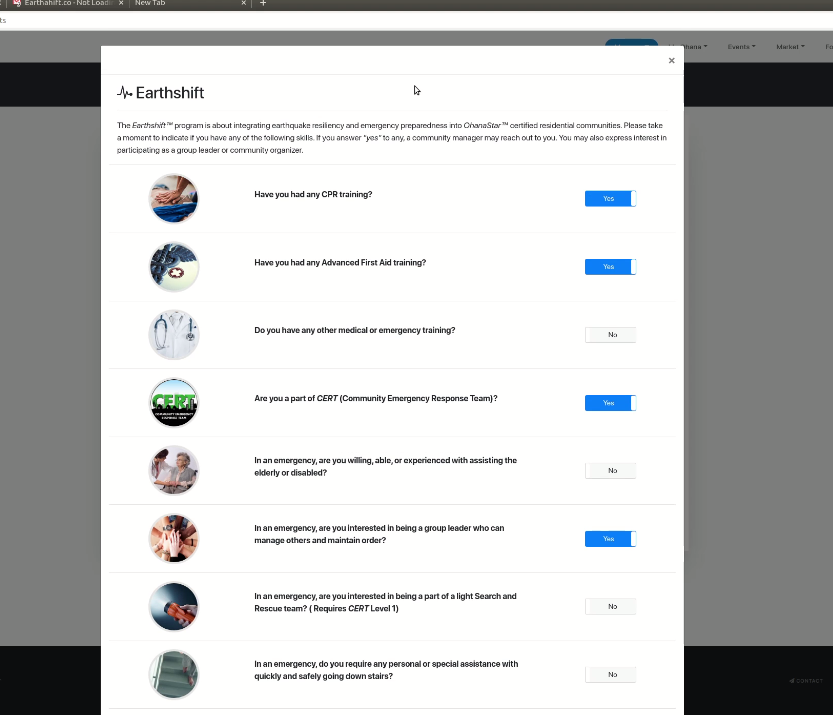 Earthahift.co - Not Loadi × New Tab × +
ts
Ohana Events Market Fo
×
Earthshift
The Earthshift™ program is about integrating earthquake resiliency and emergency preparedness into OhanaStar™ certified residential communities. Please take
a moment to indicate if you have any of the following skills. If you answer "yes" to any, a community manager may reach out to you. You may also express interest in
participating as a group leader or community organizer.
Have you had any CPR training? Yes
Have you had any Advanced First Aid training? Yes
Do you have any other medical or emergency training? No
CERT
COMMUNITY EMERGENCY
RESPONSE TEAM
Are you a part of CERT (Community Emergency Response Team)? Yes
In an emergency, are you willing, able, or experienced with assisting the
elderly or disabled?
No
In an emergency, are you interested in being a group leader who can
manage others and maintain order?
Yes
In an emergency, are you interested in being a part of a light Search and
Rescue team? ( Requires CERT Level 1)
No
In an emergency, do you require any personal or special assistance with
quickly and safely going down stairs?
No
CONTACT